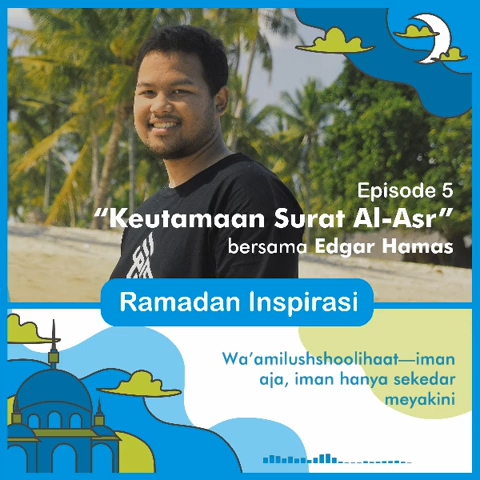 Episode 5
“Keutamaan Surat Al-Asr”
bersama Edgar Hamas
Ramadan Inspirasi
Wa’amilushshoolihaat—iman
aja, iman hanya sekedar
meyakini